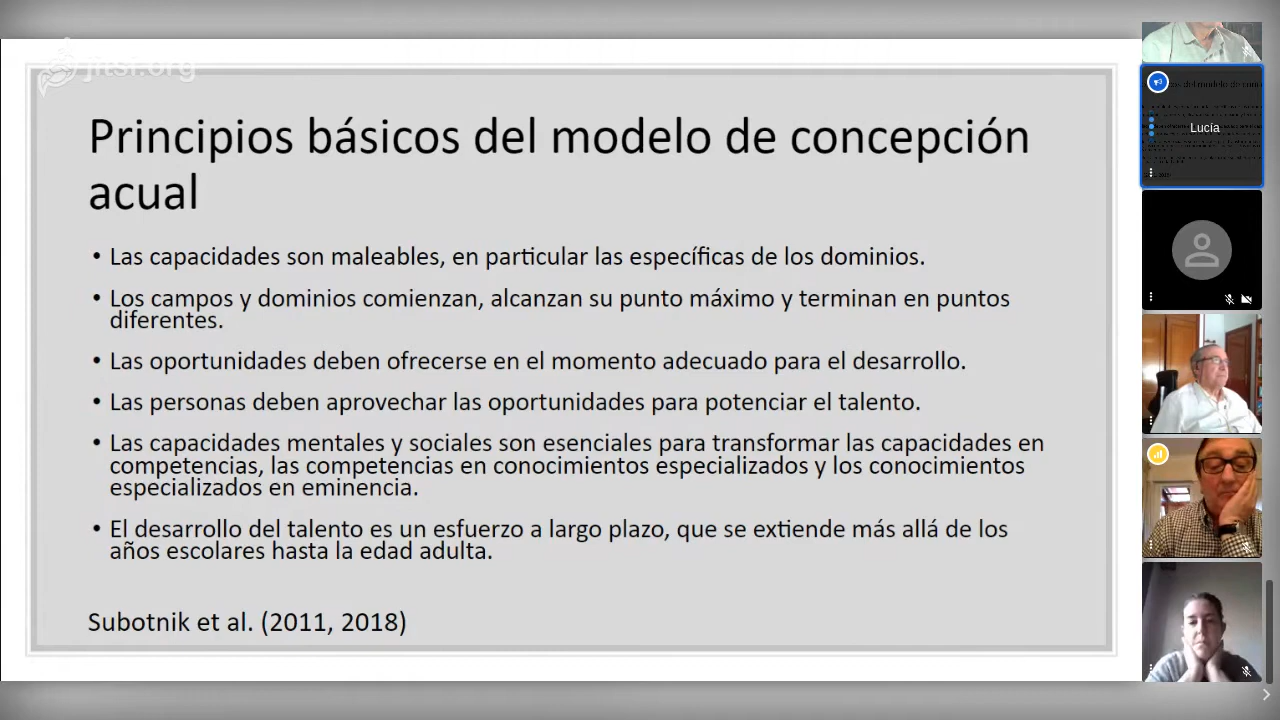 jitsi.org
Principios básicos del modelo de concepción
acual
• Las capacidades son maleables, en particular las específicas de los dominios.
• Los campos y dominios comienzan, alcanzan su punto máximo y terminan en puntos
diferentes.
• Las oportunidades deben ofrecerse en el momento adecuado para el desarrollo.
• Las personas deben aprovechar las oportunidades para potenciar el talento.
• Las capacidades mentales y sociales son esenciales para transformar las capacidades en
competencias, las competencias en conocimientos especializados y los conocimientos
especializados en eminencia.
• El desarrollo del talento es un esfuerzo a largo plazo, que se extiende más allá de los
años escolares hasta la edad adulta.
Subotnik et al. (2011, 2018)
Lucía